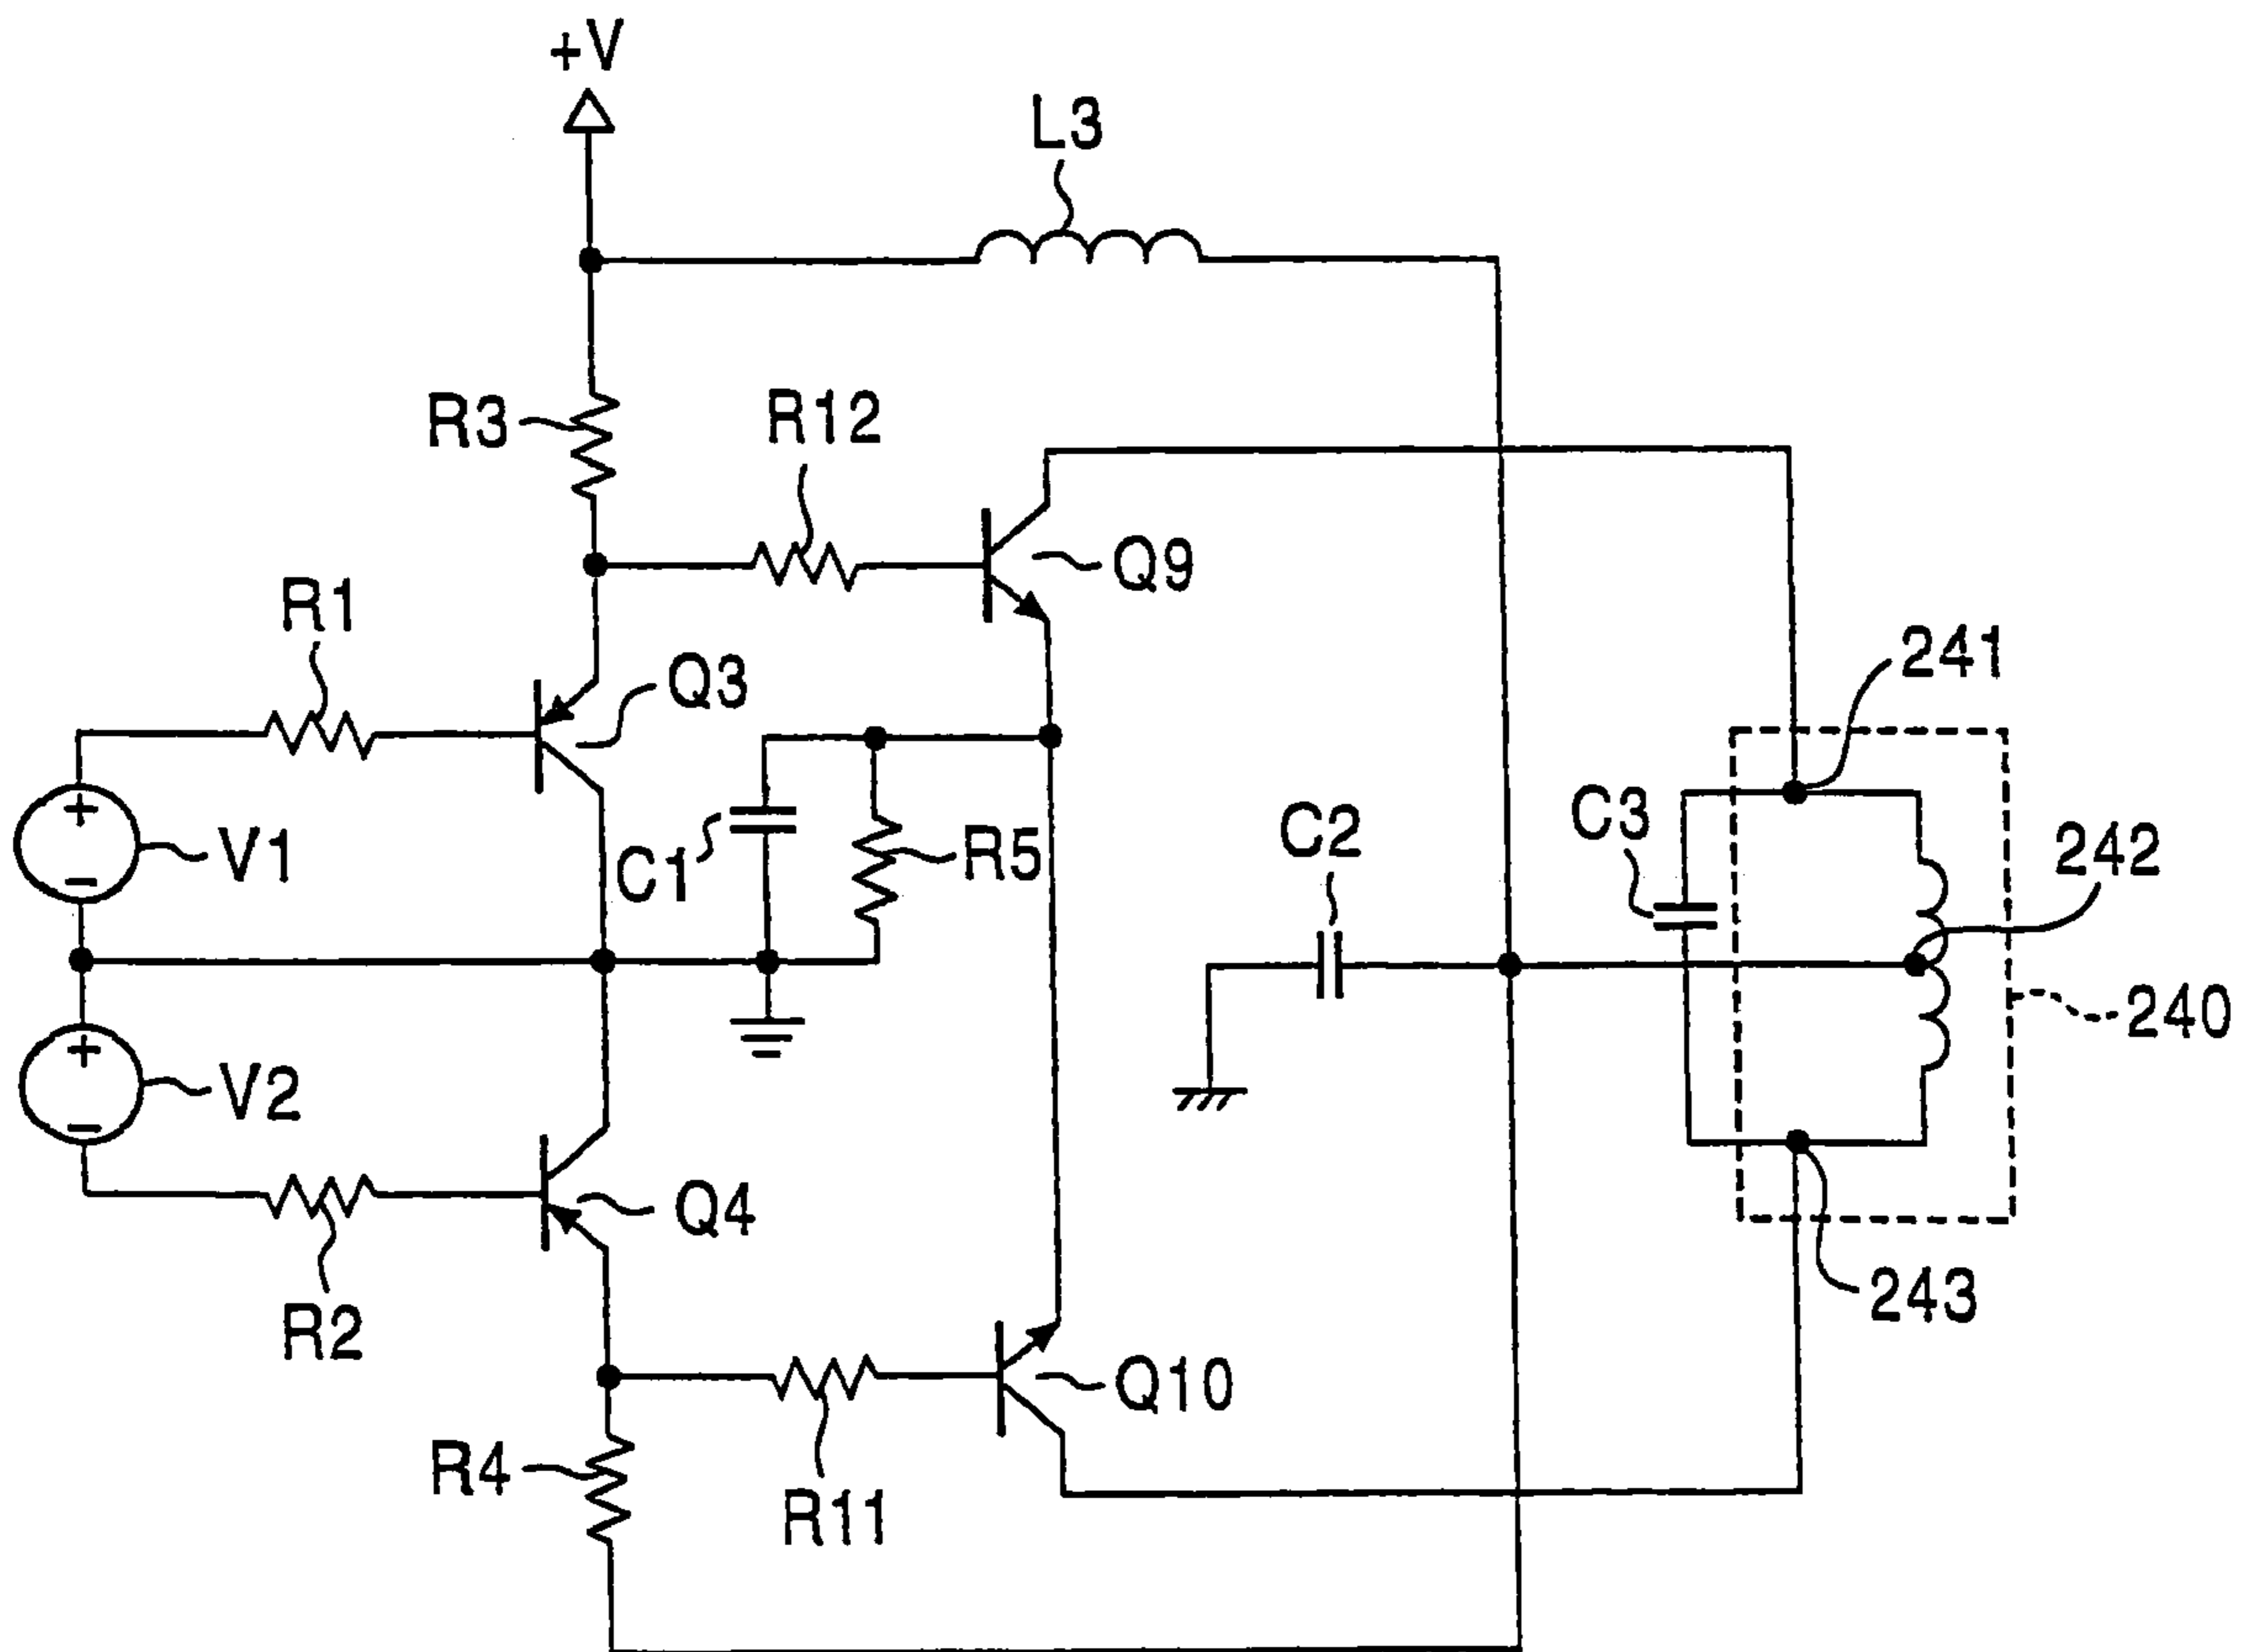 +V
L3
R3
R12
Q9
R1
Q3
241
+
V1
−
C1
R5
C2
C3
242
+
V2
−
240
Q4
R2
243
Q10
R4
R11